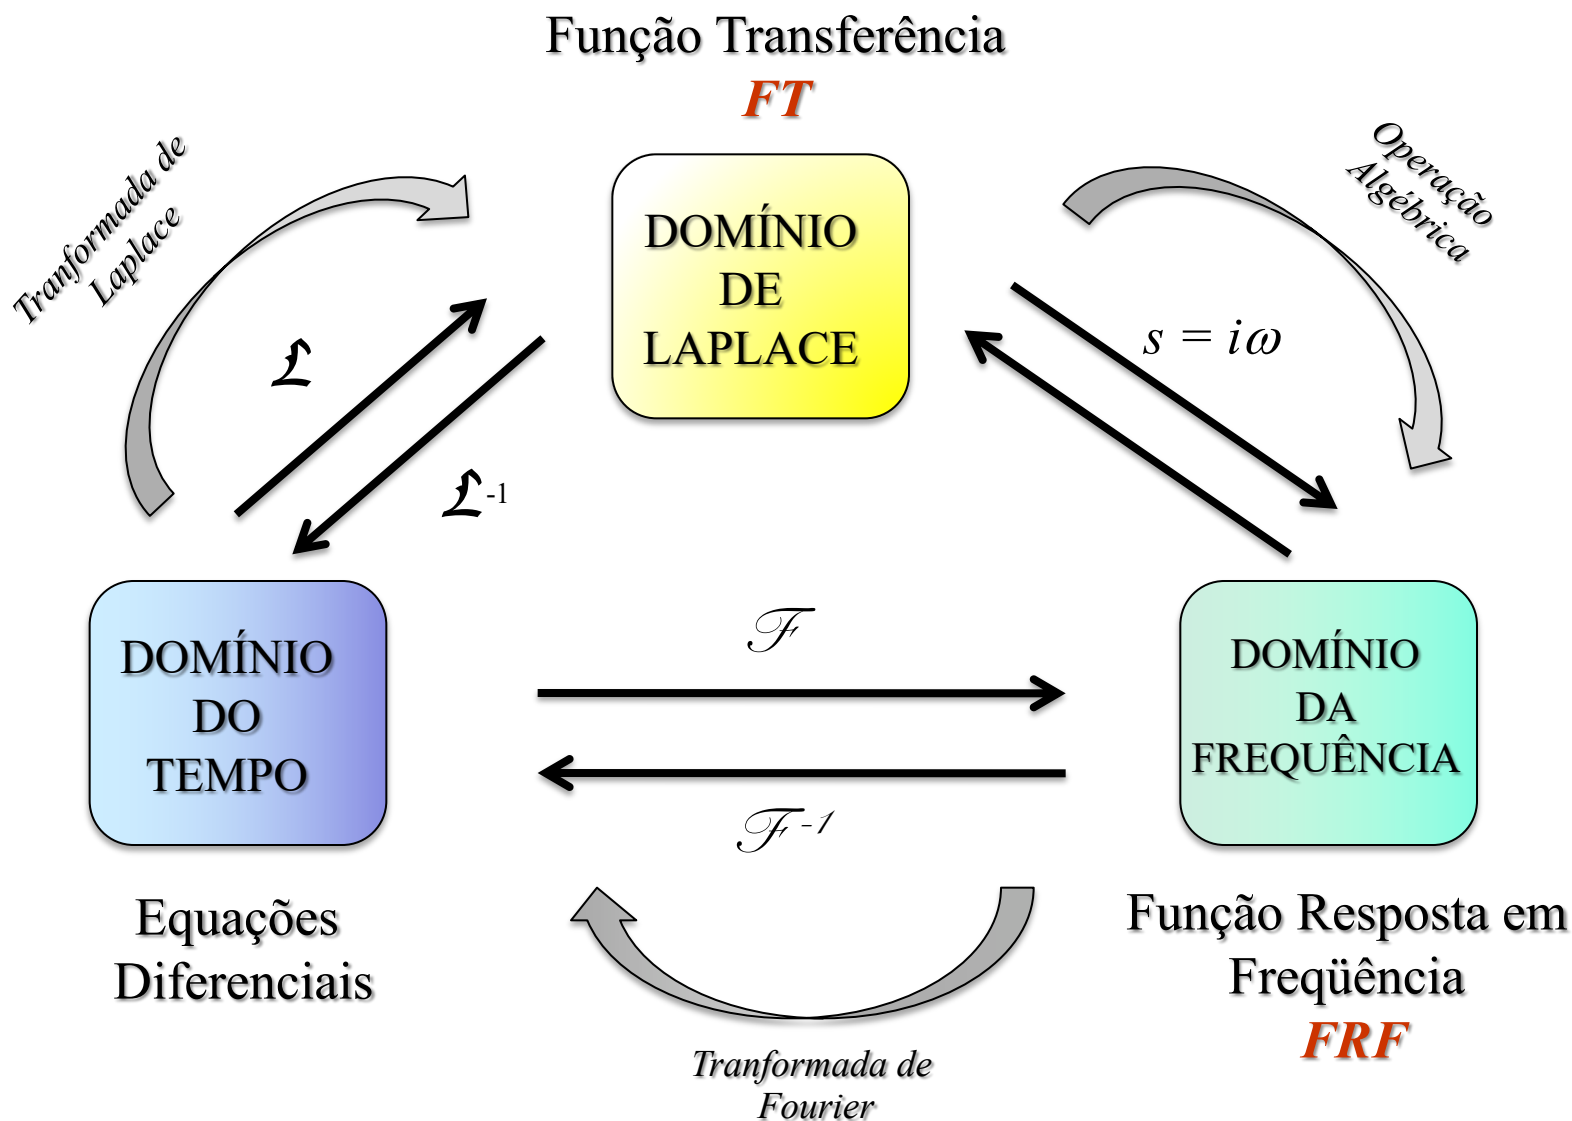 Função Transferência
FT
Tranformada de
Laplace
Operação
Algébrica
DOMÍNIO
DE
LAPLACE
s = iω
ℒ
ℒ-1
DOMÍNIO
DO
TEMPO
ℱ
ℱ-1
DOMÍNIO
DA
FREQUÊNCIA
Equações
Diferenciais
Função Resposta em
Freqüência
FRF
Tranformada de
Fourier